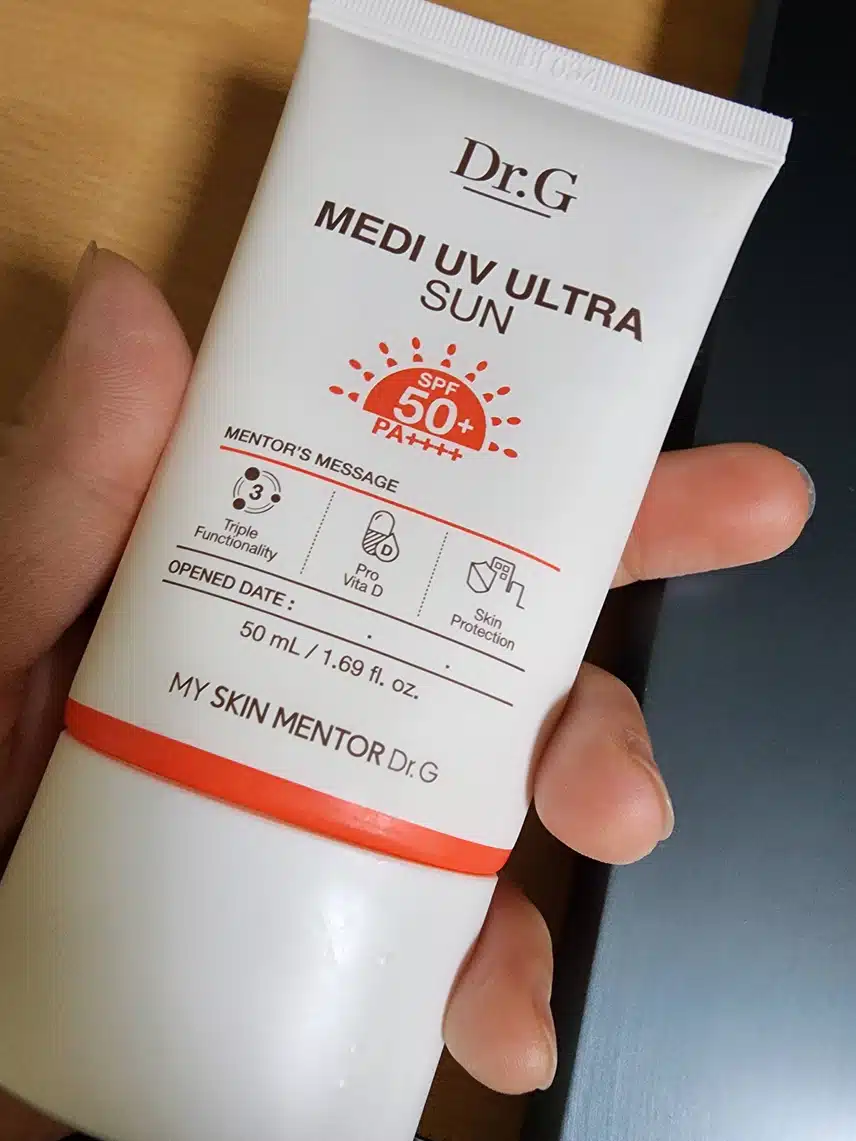 Dr.G
MEDI UV ULTRA
SUN
SPF
50+
PA++++
MENTOR'S MESSAGE
3
Triple
Functionality
D
Pro
Vita D
Skin
Protection
OPENED DATE : . .
50 mL / 1.69 fl. oz.
MY SKIN MENTOR Dr.G